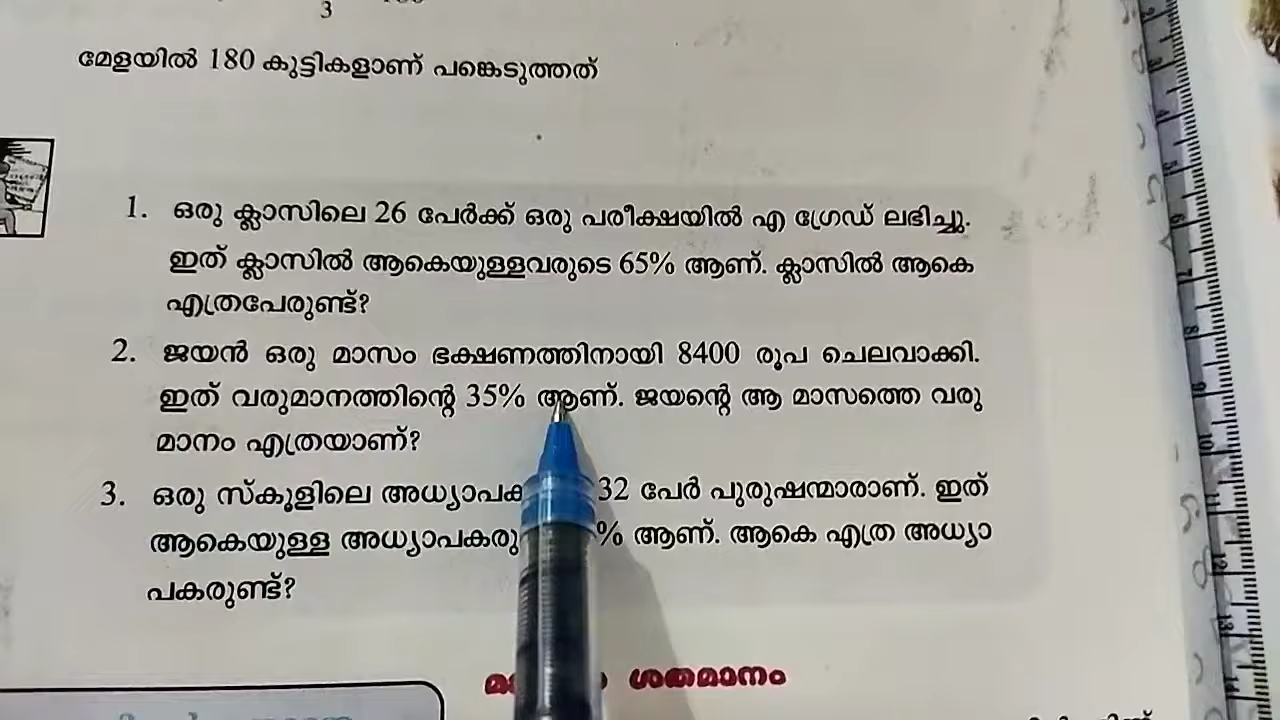 3
മേളയിൽ 180 കുട്ടികളാണ് പങ്കെടുത്തത്
1. ഒരു ക്ലാസിലെ 26 പേർക്ക് ഒരു പരീക്ഷയിൽ എ ഗ്രേഡ് ലഭിച്ചു.
ഇത് ക്ലാസിൽ ആകെയുള്ളവരുടെ 65% ആണ്. ക്ലാസിൽ ആകെ
എത്രപേരുണ്ട്?
2. ജയൻ ഒരു മാസം ഭക്ഷണത്തിനായി 8400 രൂപ ചെലവാക്കി.
ഇത് വരുമാനത്തിന്റെ 35% ആണ്. ജയന്റെ ആ മാസത്തെ വരു
മാനം എത്രയാണ്?
3. ഒരു സ്കൂളിലെ 32 പേർ പുരുഷന്മാരാണ്. ഇത്
ആകെയുള്ള % ആണ്. ആകെ എത്ര അധ്യാ
പകരുണ്ട്?
ശതമാനം